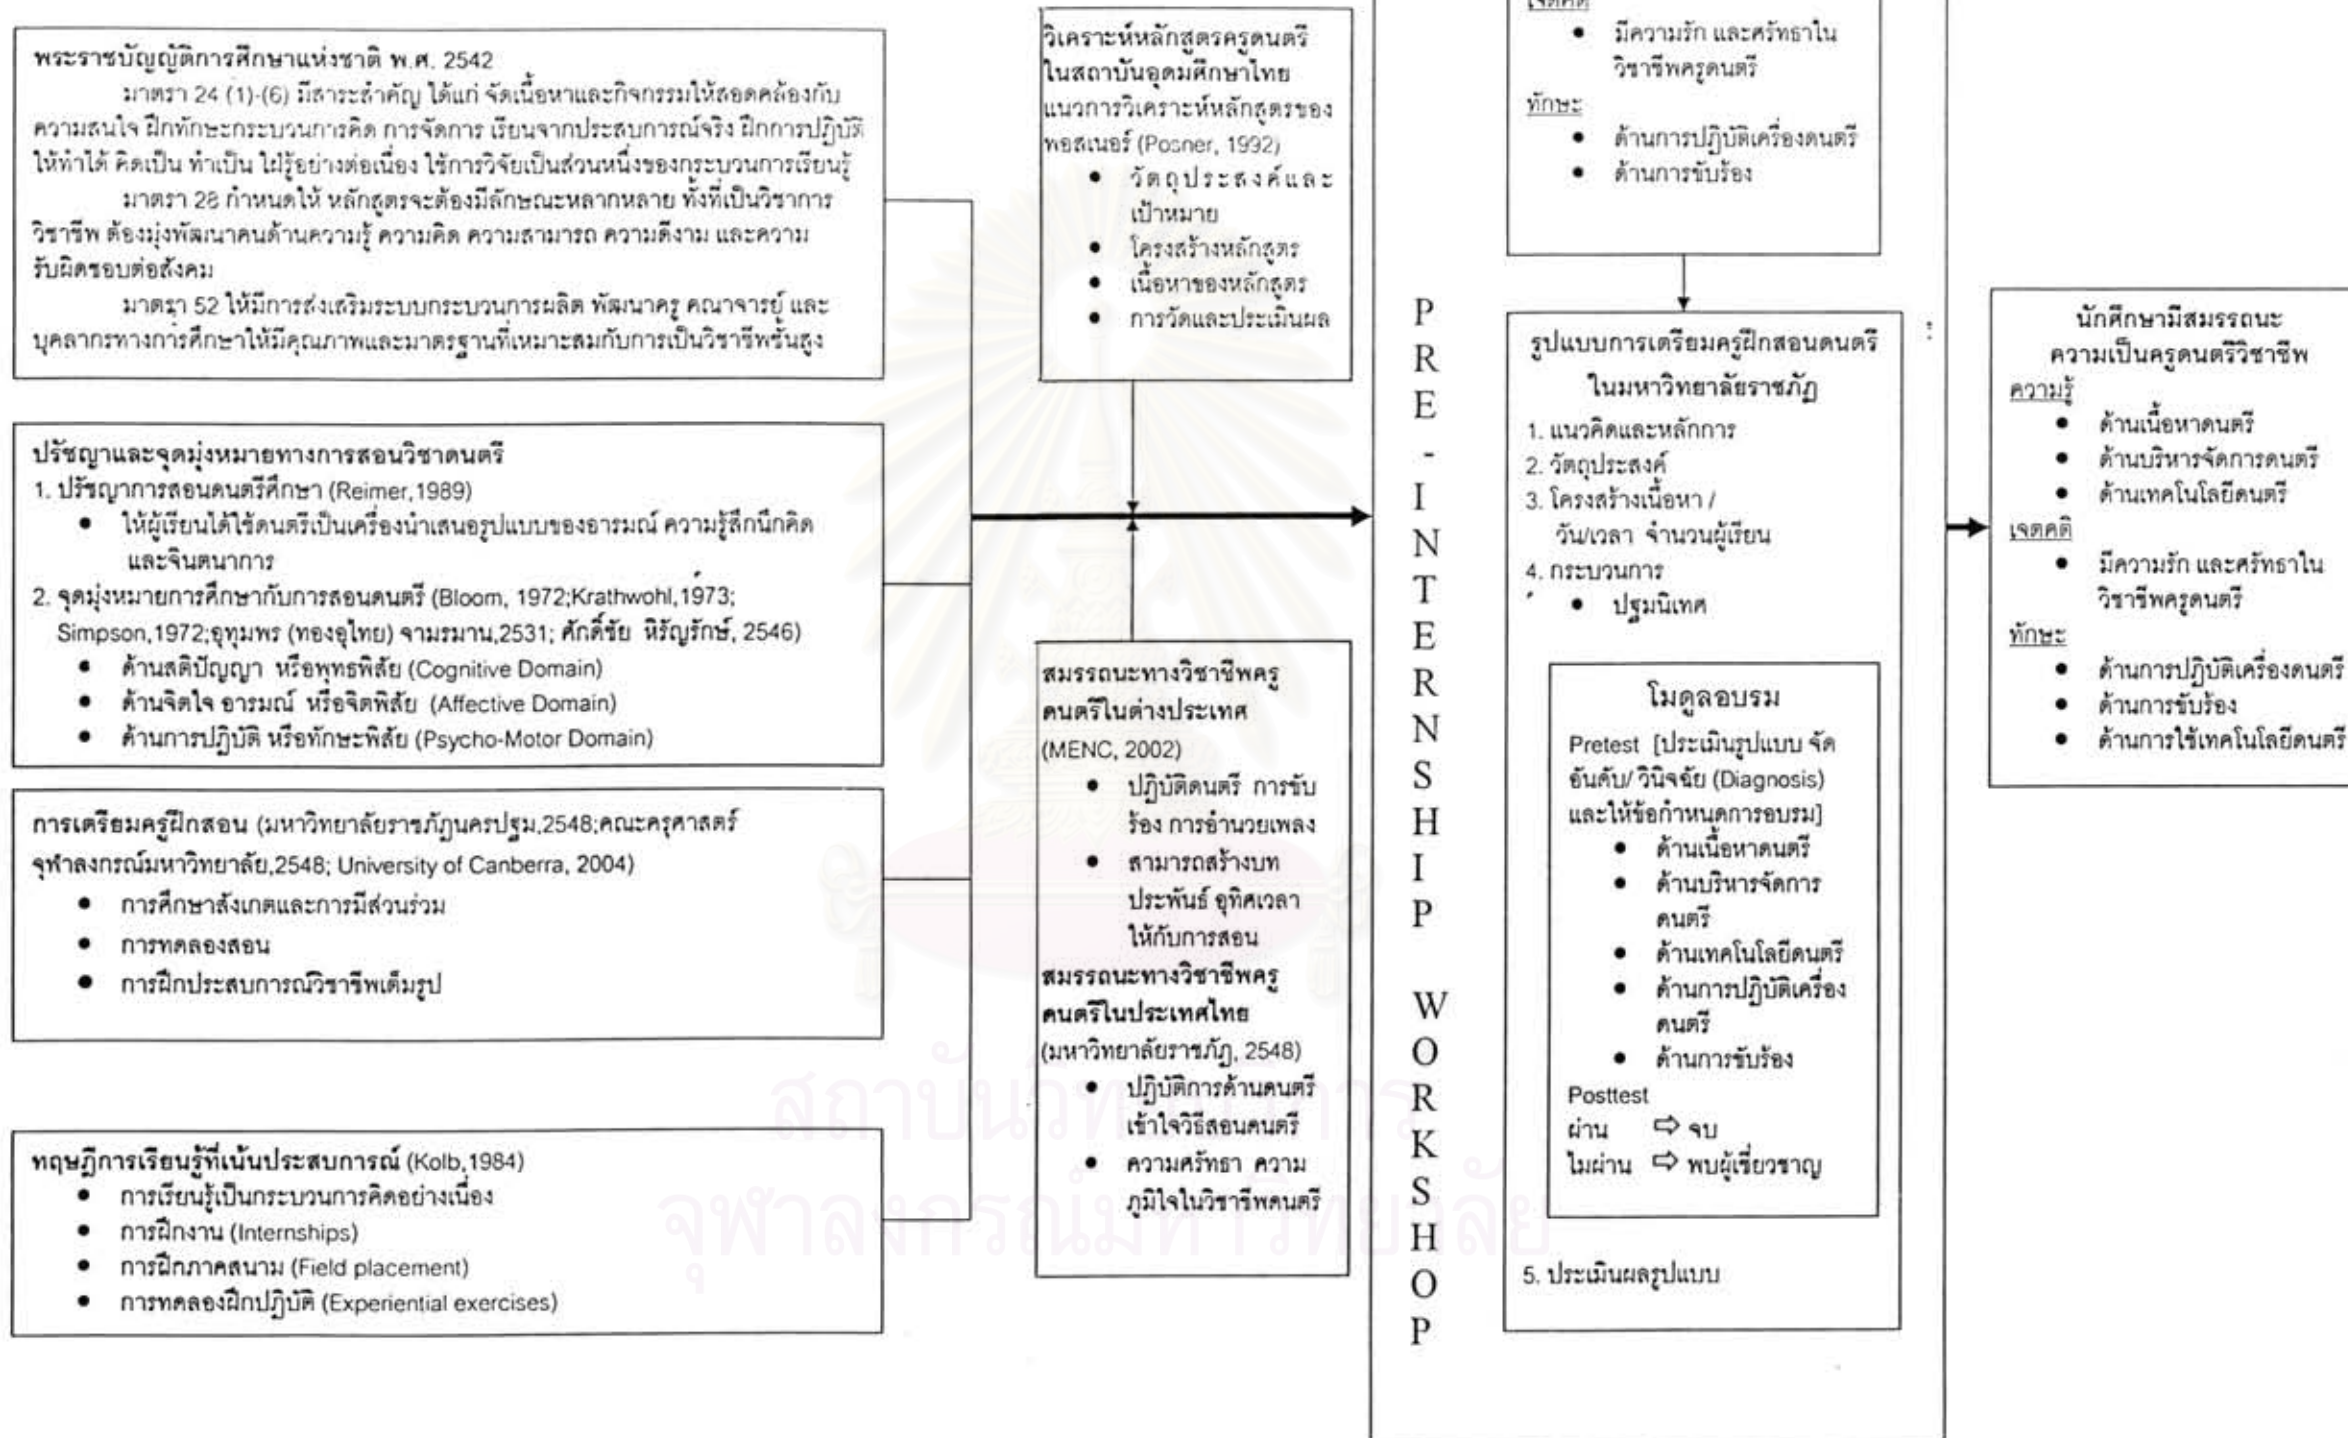 พระราชบัญญัติการศึกษาแห่งชาติ พ.ศ. 2542
มาตรา 24 (1)-(6) มีสาระสำคัญ ได้แก่ จัดเนื้อหาและกิจกรรมให้สอดคล้องกับ
ความสนใจ ฝึกทักษะกระบวนการคิด การจัดการ เรียนจากประสบการณ์จริง ฝึกการปฏิบัติ
ให้ทำได้ คิดเป็น ทำเป็น ใฝ่รู้อย่างต่อเนื่อง ใช้การวิจัยเป็นส่วนหนึ่งของกระบวนการเรียนรู้
มาตรา 28 กำหนดให้ หลักสูตรจะต้องมีลักษณะหลากหลาย ทั้งที่เป็นวิชาการ
วิชาชีพ ต้องมุ่งพัฒนาคนด้านความรู้ ความคิด ความสามารถ ความดีงาม และความ
รับผิดชอบต่อสังคม
มาตรา 52 ให้มีการส่งเสริมระบบกระบวนการผลิต พัฒนาครู คณาจารย์ และ
บุคลากรทางการศึกษาให้มีคุณภาพและมาตรฐานที่เหมาะสมกับการเป็นวิชาชีพชั้นสูง
ปรัชญาและจุดมุ่งหมายทางการสอนวิชาดนตรี
1. ปรัชญาการสอนดนตรีศึกษา (Reimer,1989)
● ให้ผู้เรียนได้ใช้ดนตรีเป็นเครื่องนำเสนอรูปแบบของอารมณ์ ความรู้สึกนึกคิด
และจินตนาการ
2. จุดมุ่งหมายการศึกษากับการสอนดนตรี (Bloom, 1972;Krathwohl,1973;
Simpson,1972;อุทุมพร (ทองอุไทย) จามรมาน,2531; ศักดิ์ชัย หิรัญรักษ์, 2546)
● ด้านสติปัญญา หรือพุทธพิสัย (Cognitive Domain)
● ด้านจิตใจ อารมณ์ หรือจิตพิสัย (Affective Domain)
● ด้านการปฏิบัติ หรือทักษะพิสัย (Psycho-Motor Domain)
การเตรียมครูฝึกสอน (มหาวิทยาลัยราชภัฏนครปฐม,2548;คณะครุศาสตร์
จุฬาลงกรณ์มหาวิทยาลัย,2548; University of Canberra, 2004)
● การศึกษาสังเกตและการมีส่วนร่วม
● การทดลองสอน
● การฝึกประสบการณ์วิชาชีพเต็มรูป
ทฤษฎีการเรียนรู้ที่เน้นประสบการณ์ (Kolb,1984)
● การเรียนรู้เป็นกระบวนการคิดอย่างเนื่อง
● การฝึกงาน (Internships)
● การฝึกภาคสนาม (Field placement)
● การทดลองฝึกปฏิบัติ (Experiential exercises)
วิเคราะห์หลักสูตรครูดนตรี
ในสถาบันอุดมศึกษาไทย
แนวการวิเคราะห์หลักสูตรของ
พอสเนอร์ (Posner, 1992)
● วัตถุประสงค์และ
เป้าหมาย
● โครงสร้างหลักสูตร
● เนื้อหาของหลักสูตร
● การวัดและประเมินผล
สมรรถนะทางวิชาชีพครู
ดนตรีในต่างประเทศ
(MENC, 2002)
● ปฏิบัติดนตรี การขับ
ร้อง การอำนวยเพลง
● สามารถสร้างบท
ประพันธ์ อุทิศเวลา
ให้กับการสอน
สมรรถนะทางวิชาชีพครู
ดนตรีในประเทศไทย
(มหาวิทยาลัยราชภัฏ, 2548)
● ปฏิบัติการด้านดนตรี
เข้าใจวิธีสอนดนตรี
● ความศรัทธา ความ
ภูมิใจในวิชาชีพดนตรี
PRE-INTERNSHIP WORKSHOP
เจตคติ
● มีความรัก และศรัทธาใน
วิชาชีพครูดนตรี
ทักษะ
● ด้านการปฏิบัติเครื่องดนตรี
● ด้านการขับร้อง
รูปแบบการเตรียมครูฝึกสอนดนตรี
ในมหาวิทยาลัยราชภัฏ
1. แนวคิดและหลักการ
2. วัตถุประสงค์
3. โครงสร้างเนื้อหา /
วัน/เวลา จำนวนผู้เรียน
4. กระบวนการ
● ปฐมนิเทศ
โมดูลอบรม
Pretest [ประเมินรูปแบบ จัด
อันดับ/ วินิจฉัย (Diagnosis)
และให้ข้อกำหนดการอบรม]
● ด้านเนื้อหาดนตรี
● ด้านบริหารจัดการ
ดนตรี
● ด้านเทคโนโลยีดนตรี
● ด้านการปฏิบัติเครื่อง
ดนตรี
● ด้านการขับร้อง
Posttest
ผ่าน ⇨ จบ
ไมผ่าน ⇨ พบผู้เชี่ยวชาญ
5. ประเมินผลรูปแบบ
นักศึกษามีสมรรถนะ
ความเป็นครูดนตรีวิชาชีพ
ความรู้
● ด้านเนื้อหาดนตรี
● ด้านบริหารจัดการดนตรี
● ด้านเทคโนโลยีดนตรี
เจตคติ
● มีความรัก และศรัทธาใน
วิชาชีพครูดนตรี
ทักษะ
● ด้านการปฏิบัติเครื่องดนตรี
● ด้านการขับร้อง
● ด้านการใช้เทคโนโลยีดนตรี
สถาบันวิทยบริการ
จุฬาลงกรณ์มหาวิทยาลัย